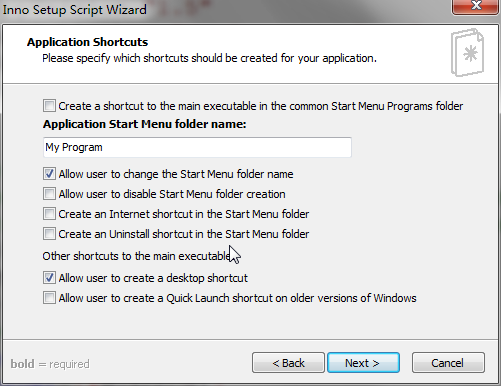 Inno Setup Script Wizard
Application Shortcuts
Please specify which shortcuts should be created for your application.
Create a shortcut to the main executable in the common Start Menu Programs folder
Application Start Menu folder name:
My Program
Allow user to change the Start Menu folder name
Allow user to disable Start Menu folder creation
Create an Internet shortcut in the Start Menu folder
Create an Uninstall shortcut in the Start Menu folder
Other shortcuts to the main executable:
Allow user to create a desktop shortcut
Allow user to create a Quick Launch shortcut on older versions of Windows
bold = required
< Back
Next >
Cancel